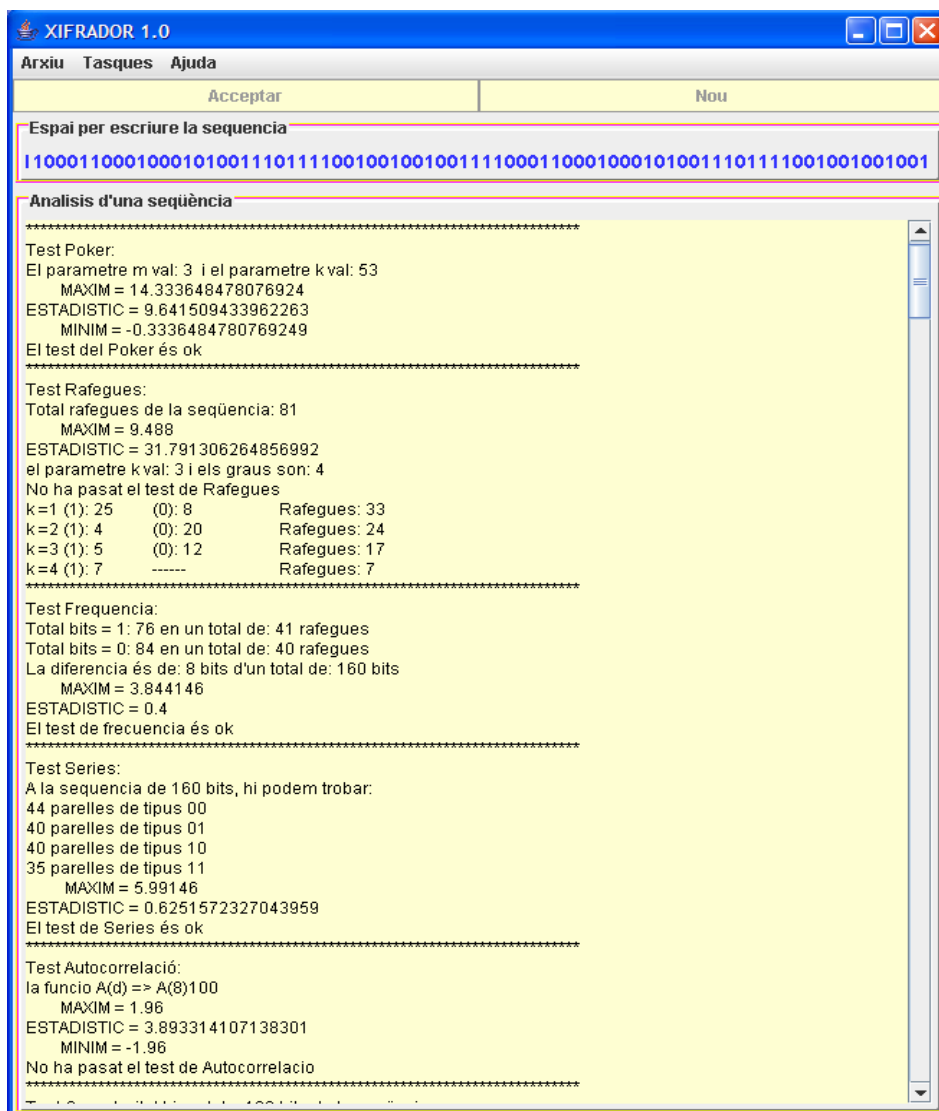 XIFRADOR 1.0
Arxiu Tasques Ajuda
Acceptar Nou
Espai per escriure la sequencia
110001100010001010011101111001001001001111000110001000101001110111100100100100​1
Analisis d'una seqüència
******************************************************************************
Test Poker:
El parametre m val: 3 i el parametre k val: 53
MAXIM = 14.333648478076924
ESTADISTIC = 9.641509433962263
MINIM = -0.3336484780769249
El test del Poker és ok
******************************************************************************
Test Rafegues:
Total rafegues de la seqüencia: 81
MAXIM = 9.488
ESTADISTIC = 31.791306264856992
el parametre k val: 3 i els graus son: 4
No ha pasat el test de Rafegues
k=1 (1): 25 (0): 8 Rafegues: 33
k=2 (1): 4 (0): 20 Rafegues: 24
k=3 (1): 5 (0): 12 Rafegues: 17
k=4 (1): 7 ------ Rafegues: 7
******************************************************************************
Test Frequencia:
Total bits = 1: 76 en un total de: 41 rafegues
Total bits = 0: 84 en un total de: 40 rafegues
La diferencia és de: 8 bits d'un total de: 160 bits
MAXIM = 3.844146
ESTADISTIC = 0.4
El test de frecuencia és ok
******************************************************************************
Test Series:
A la sequencia de 160 bits, hi podem trobar:
44 parelles de tipus 00
40 parelles de tipus 01
40 parelles de tipus 10
35 parelles de tipus 11
MAXIM = 5.99146
ESTADISTIC = 0.6251572327043959
El test de Series és ok
******************************************************************************
Test Autocorrelació:
la funcio A(d) => A(8)100
MAXIM = 1.96
ESTADISTIC = 3.893314107138301
MINIM = -1.96
No ha pasat el test de Autocorrelacio
******************************************************************************